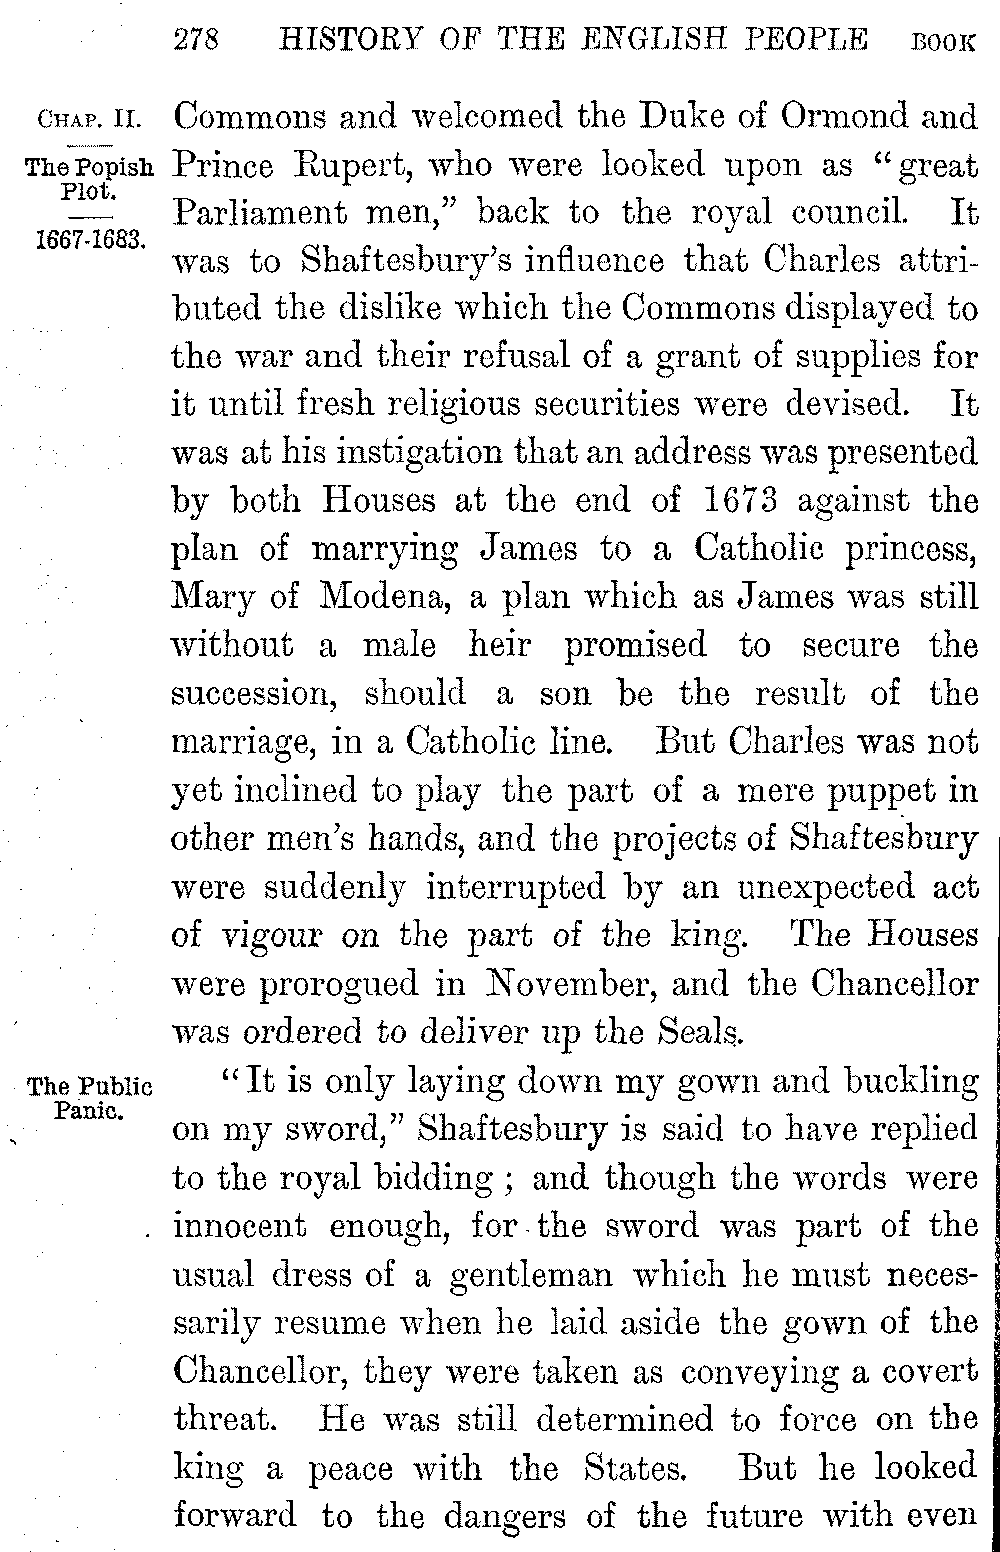 278 HISTORY OF THE ENGLISH PEOPLE BOOK
CHAP. II.
The Popish
Plot.
1667-1683.
Commons and welcomed the Duke of Ormond and
Prince Rupert, who were looked upon as “great
Parliament men,” back to the royal council. It
was to Shaftesbury’s influence that Charles attri-
buted the dislike which the Commons displayed to
the war and their refusal of a grant of supplies for
it until fresh religious securities were devised. It
was at his instigation that an address was presented
by both Houses at the end of 1673 against the
plan of marrying James to a Catholic princess,
Mary of Modena, a plan which as James was still
without a male heir promised to secure the
succession, should a son be the result of the
marriage, in a Catholic line. But Charles was not
yet inclined to play the part of a mere puppet in
other men’s hands, and the projects of Shaftesbury
were suddenly interrupted by an unexpected act
of vigour on the part of the king. The Houses
were prorogued in November, and the Chancellor
was ordered to deliver up the Seals.
The Public
Panic.
“It is only laying down my gown and buckling
on my sword,” Shaftesbury is said to have replied
to the royal bidding ; and though the words were
innocent enough, for the sword was part of the
usual dress of a gentleman which he must neces-
sarily resume when he laid aside the gown of the
Chancellor, they were taken as conveying a covert
threat. He was still determined to force on the
king a peace with the States. But he looked
forward to the dangers of the future with even